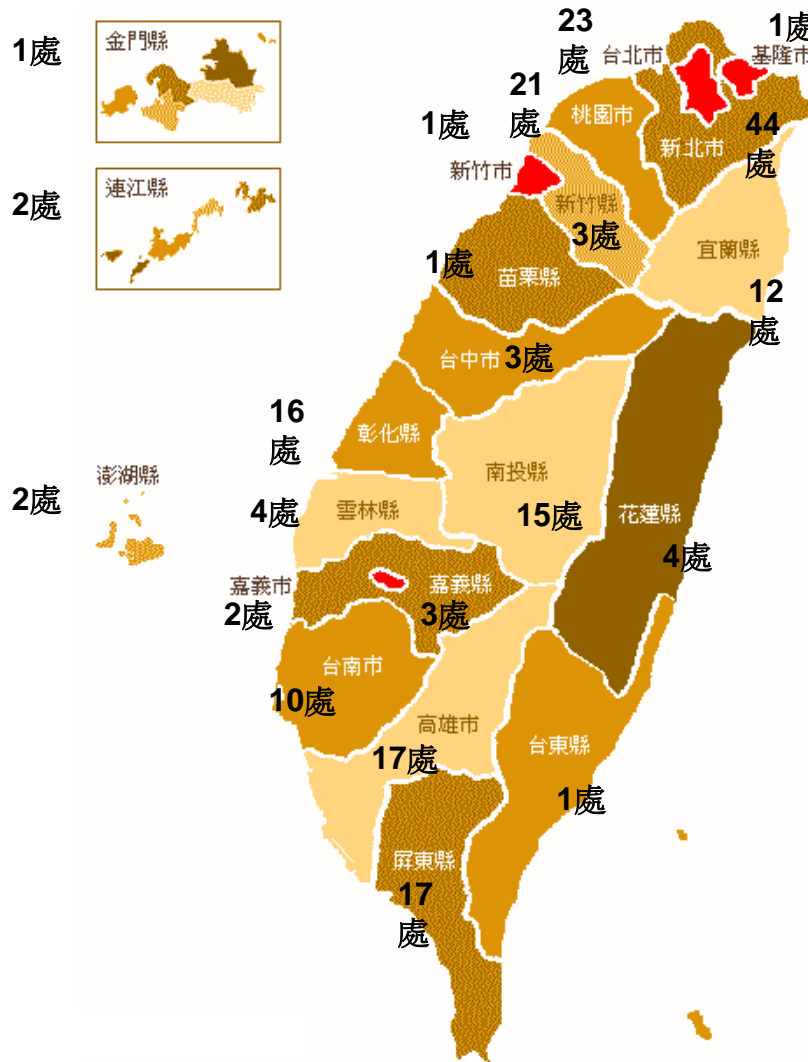 1處
金門縣
2處
連江縣
23
處
台北市
1處
基隆市
21
處
桃園市
44
處
新北市
1處
新竹市
新竹縣
3處
宜蘭縣
12
處
1處
苗栗縣
台中市 3處
16
處
彰化縣
南投縣
15處
2處
澎湖縣
4處
雲林縣
花蓮縣
4處
嘉義市
2處
嘉義縣
3處
台南市
10處
高雄市
17處
台東縣
1處
屏東縣
17
處